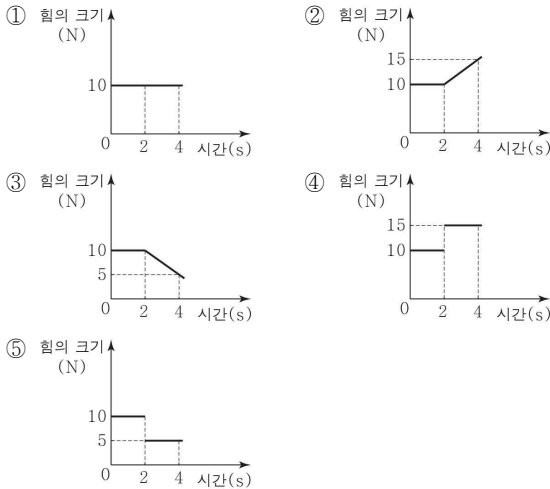 ① 힘의 크기
(N)
10
0 2 4 시간(s)
② 힘의 크기
(N)
15
10
0 2 4 시간(s)
③ 힘의 크기
(N)
10
5
0 2 4 시간(s)
④ 힘의 크기
(N)
15
10
0 2 4 시간(s)
⑤ 힘의 크기
(N)
10
5
0 2 4 시간(s)